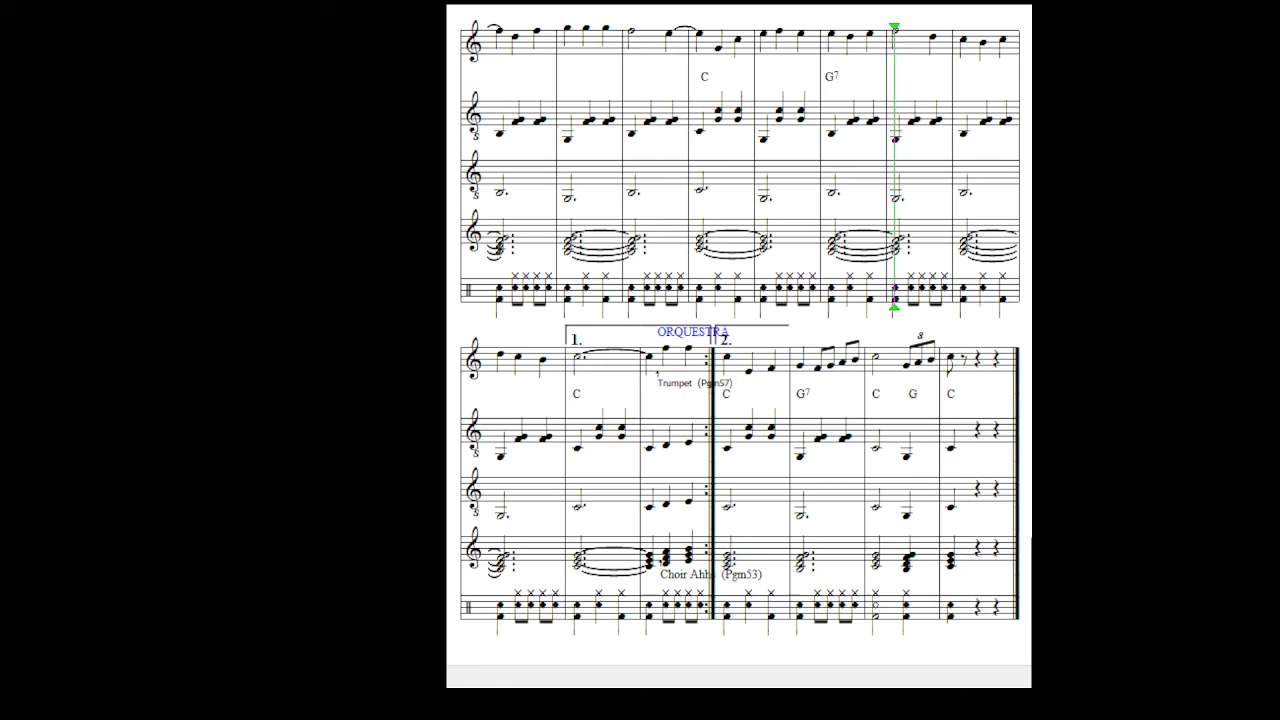 C G7
ORQUESTRA
1. 2.
Trumpet (Pgm57)
3
C C G7 C G C
Choir Ahhs (Pgm53)